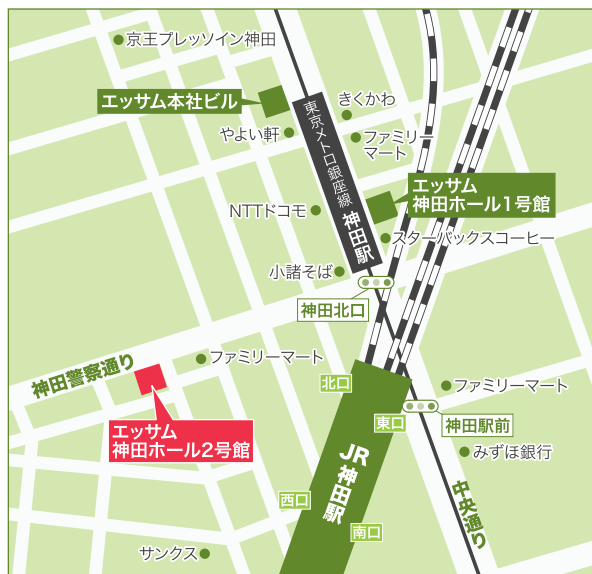 京王プレッソイン神田
エッサム本社ビル
きくかわ
やよい軒
ファミリー
マート
東京メトロ銀座線 神田駅
エッサム
神田ホール1号館
NTTドコモ
スターバックスコーヒー
小諸そば
神田北口
神田警察通り
ファミリーマート
北口
ファミリーマート
エッサム
神田ホール2号館
東口
神田駅前
JR神田駅
みずほ銀行
中央通り
西口
南口
サンクス